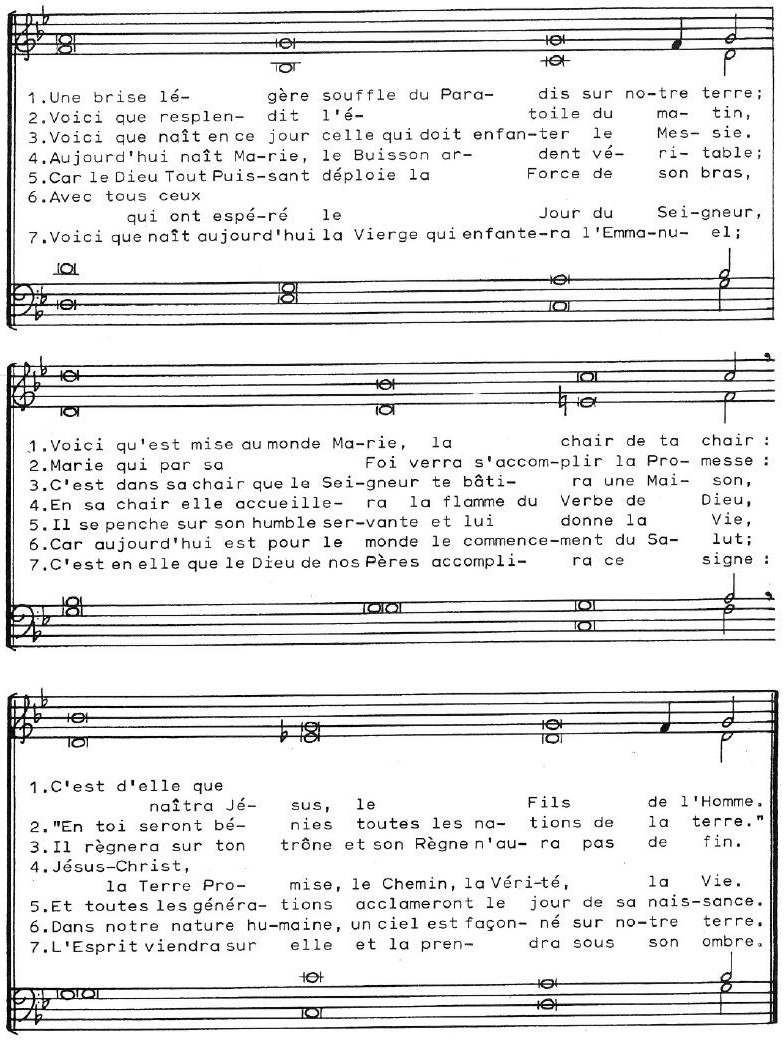 1.Une brise lé- gère souffle du Para- dis sur no-tre terre;
2.Voici que resplen- dit l'é- toile du ma- tin,
3.Voici que naît en ce jour celle qui doit enfan-ter le Mes- sie.
4.Aujourd'hui naît Ma-rie, le Buisson ar- dent vé- ri- table;
5.Car le Dieu Tout Puis-sant déploie la Force de son bras,
6.Avec tous ceux
qui ont espé-ré le Jour du Sei-gneur,
7.Voici que naît aujourd'hui la Vierge qui enfante-ra l'Emma-nu- el;
1.Voici qu'est mise au monde Ma-rie, la chair de ta chair :
2.Marie qui par sa Foi verra s'accom-plir la Pro- messe :
3.C'est dans sa chair que le Sei-gneur te bâti- ra une Mai- son,
4.En sa chair elle accueille- ra la flamme du Verbe de Dieu,
5.Il se penche sur son humble ser-vante et lui donne la Vie,
6.Car aujourd'hui est pour le monde le commence-ment du Sa- lut;
7.C'est en elle que le Dieu de nos Pères accompli- ra ce signe :
1.C'est d'elle que
naîtra Jé- sus, le Fils de l'Homme.
2."En toi seront bé- nies toutes les na- tions de la terre."
3.Il règnera sur ton trône et son Règne n'au- ra pas de fin.
4.Jésus-Christ,
la Terre Pro- mise, le Chemin, la Véri-té, la Vie.
5.Et toutes les généra- tions acclameront le jour de sa nais-sance.
6.Dans notre nature hu-maine, un ciel est façon- né sur no-tre terre.
7.L'Esprit viendra sur elle et la pren- dra sous son ombre.